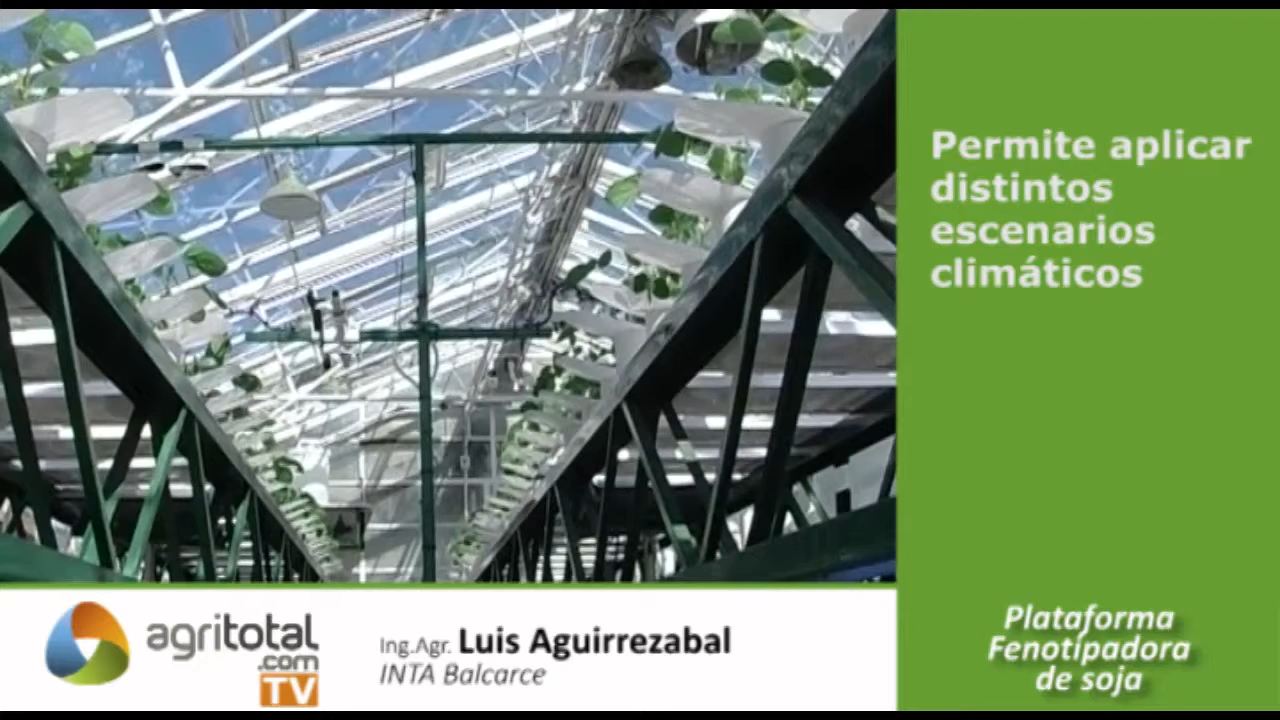 Permite aplicar
distintos
escenarios
climáticos
agritotal
.com
TV
Ing.Agr. Luis Aguirrezabal
INTA Balcarce
Plataforma
Fenotipadora
de soja